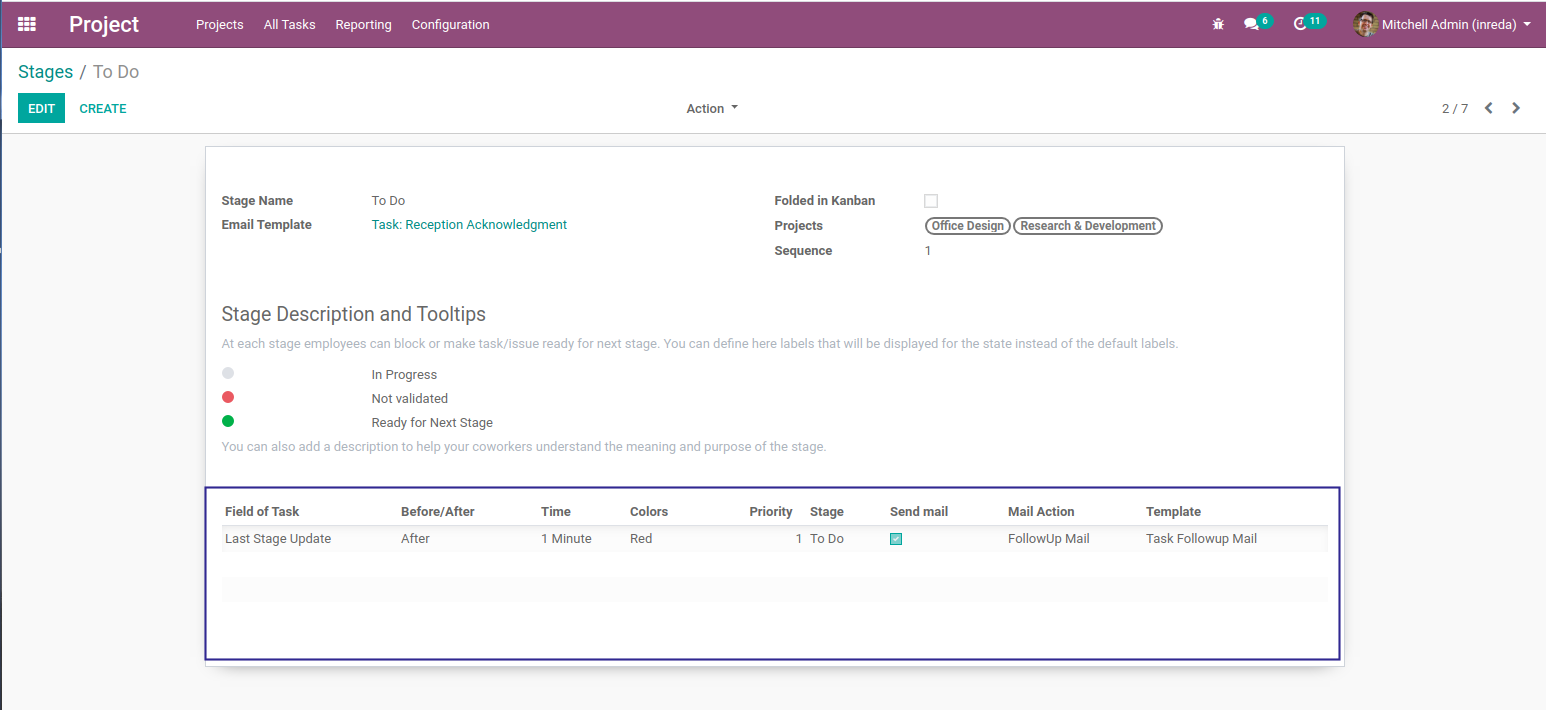 Project Projects All Tasks Reporting Configuration 6 11 Mitchell Admin (inreda)
Stages / To Do
EDIT CREATE Action 2 / 7
Stage Name To Do Folded in Kanban
Email Template Task: Reception Acknowledgment Projects Office Design Research & Development
Sequence 1
Stage Description and Tooltips
At each stage employees can block or make task/issue ready for next stage. You can define here labels that will be displayed for the state instead of the default labels.
In Progress
Not validated
Ready for Next Stage
You can also add a description to help your coworkers understand the meaning and purpose of the stage.
Field of Task Before/After Time Colors Priority Stage Send mail Mail Action Template
Last Stage Update After 1 Minute Red 1 To Do FollowUp Mail Task Followup Mail